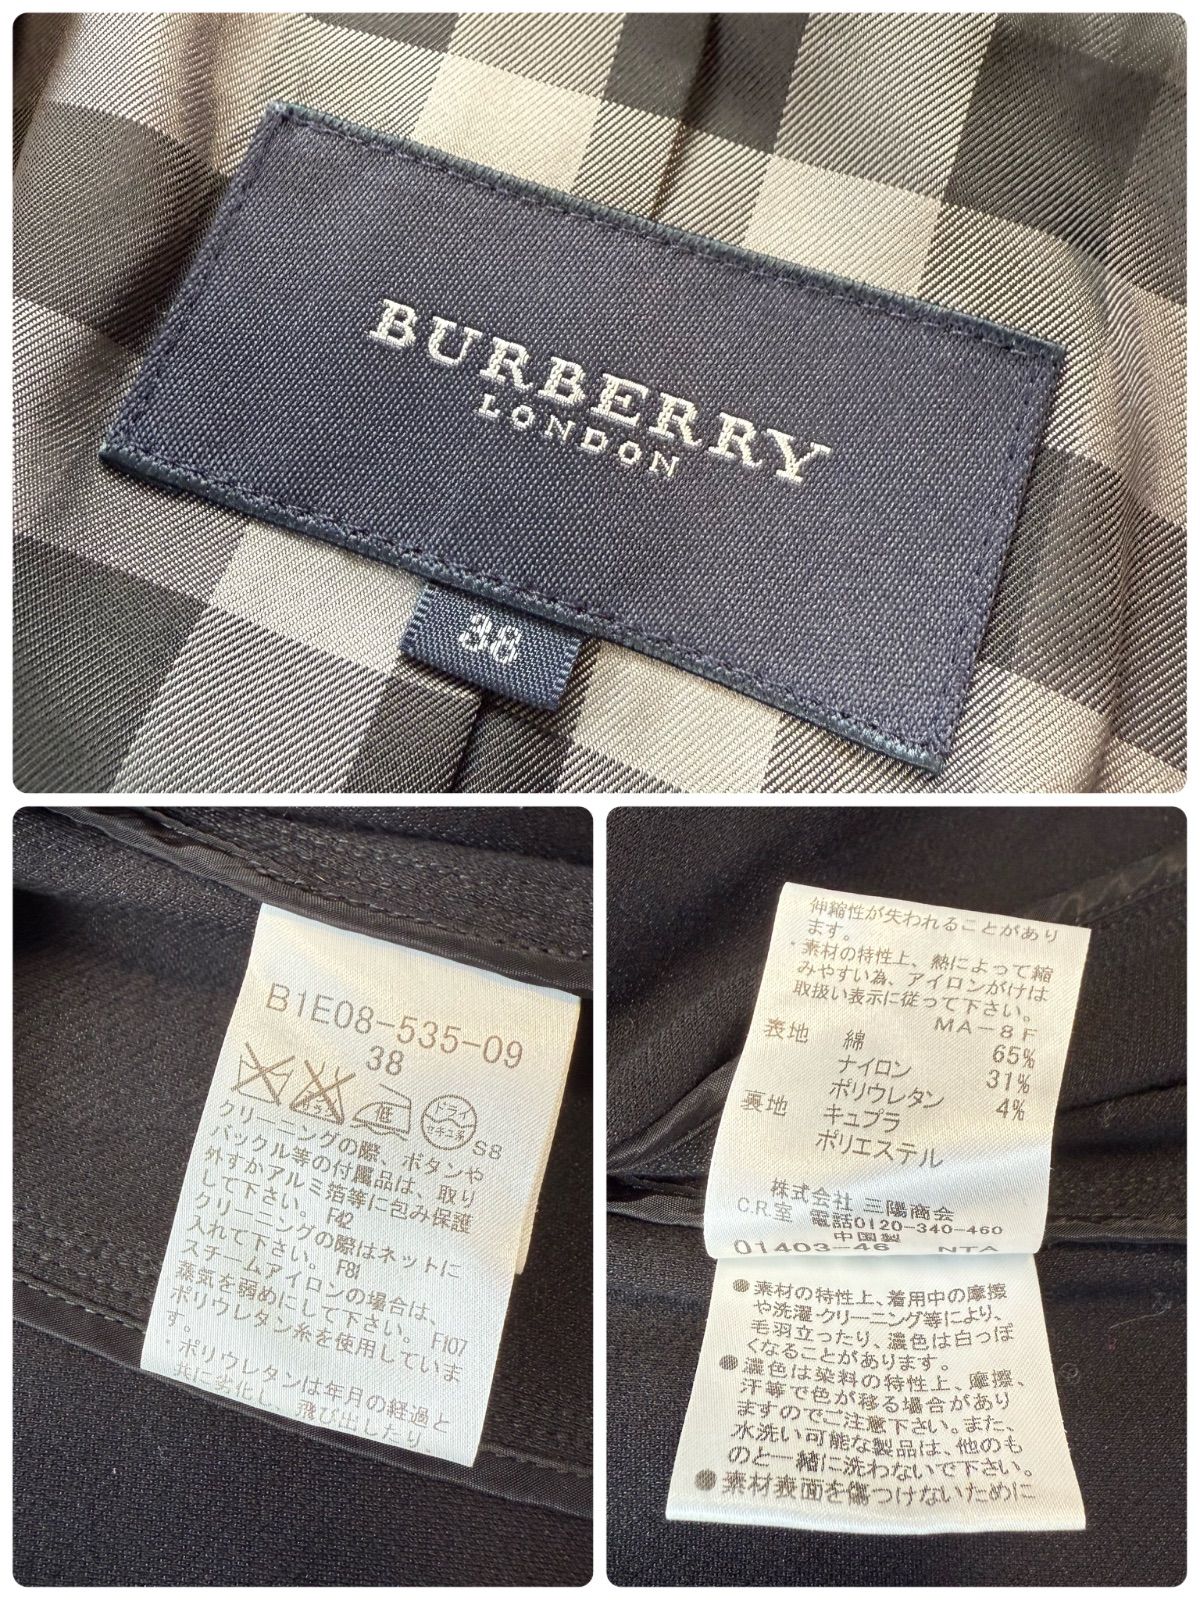 BURBERRY
LONDON
38
B1E08-535-09
38
エンソサラシ
低
ドライ
セキユ系
S8
クリーニングの際、ボタンや
バックル等の付属品は、取り
外すかアルミ箔等に包み保護
して下さい。 F42
クリーニングの際はネットに
入れて下さい。 F81
スチームアイロンの場合は、
蒸気を弱めにして下さい。 F107
ポリウレタン糸を使用していま
す。
・ポリウレタンは年月の経過と
共に劣化し、飛び出したり、
伸縮性が失われることがあり
ます。
・素材の特性上、熱によって縮
みやすい為、アイロンがけは
取扱い表示に従って下さい。
MA-8F
表地 綿 65%
ナイロン 31%
ポリウレタン 4%
裏地 キュプラ
ポリエステル
株式会社 三陽商会
C.R.室 電話0120-340-460
中国製
01403-46 NTA
●素材の特性上、着用中の摩擦
や洗濯・クリーニング等により、
毛羽立ったり、濃色は白っぽ
くなることがあります。
●濃色は染料の特性上、摩擦、
汗等で色が移る場合があり
ますのでご注意下さい。また、
水洗い可能な製品は、他のも
のと一緒に洗わないで下さい。
●素材表面を傷つけないために